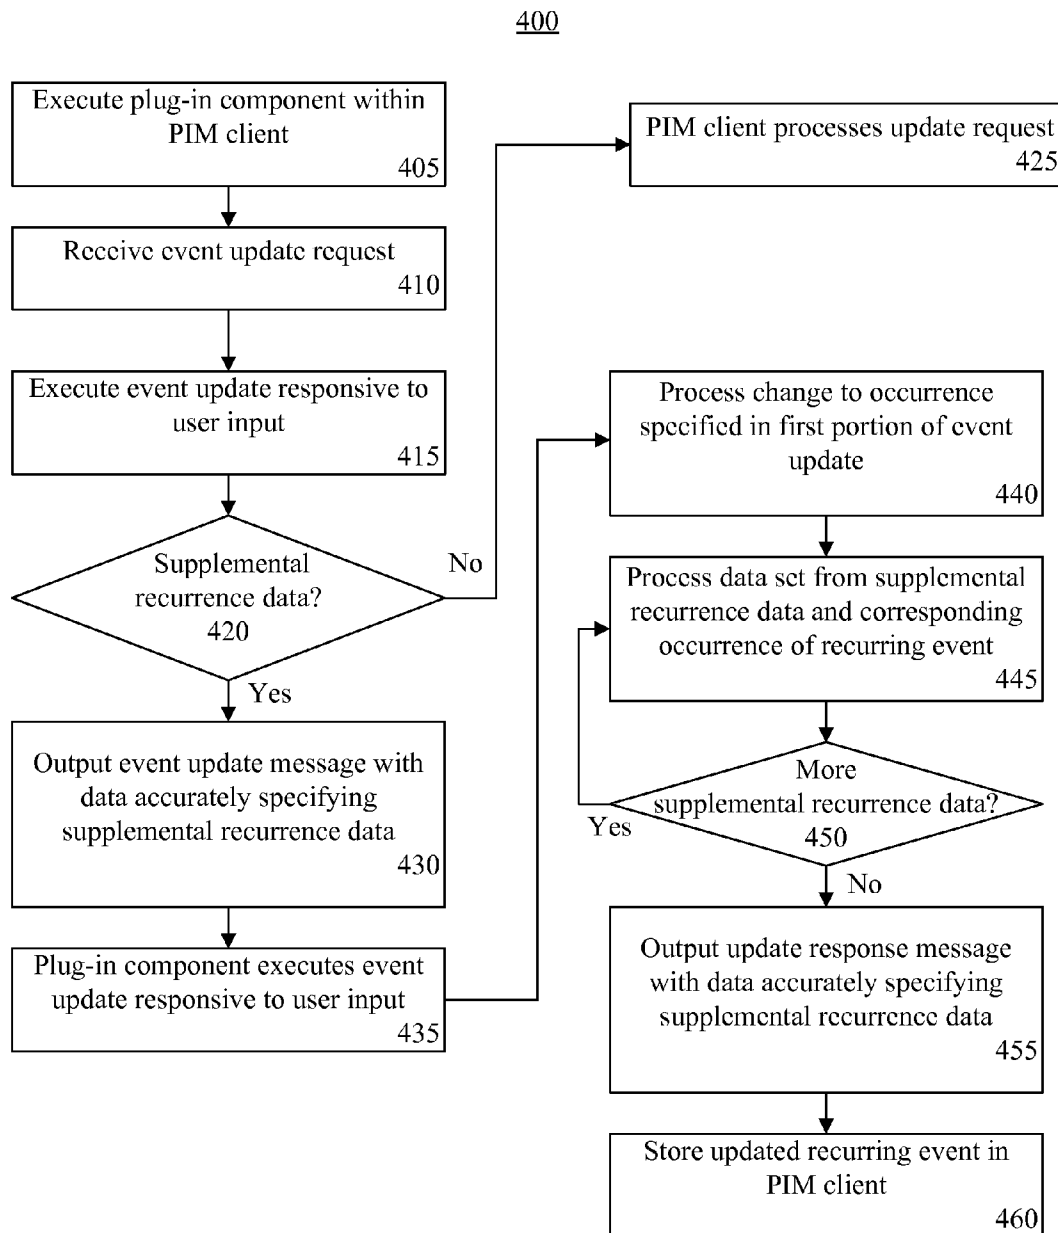 400
Execute plug-in component within
PIM client
405
Receive event update request
410
Execute event update responsive to
user input
415
Supplemental
recurrence data?
420
No
Yes
Output event update message with
data accurately specifying
supplemental recurrence data
430
Plug-in component executes event
update responsive to user input
435
PIM client processes update request
425
Process change to occurrence
specified in first portion of event
update
440
Process data set from supplemental
recurrence data and corresponding
occurrence of recurring event
445
More
supplemental recurrence data?
450
Yes
No
Output update response message
with data accurately specifying
supplemental recurrence data
455
Store updated recurring event in
PIM client
460